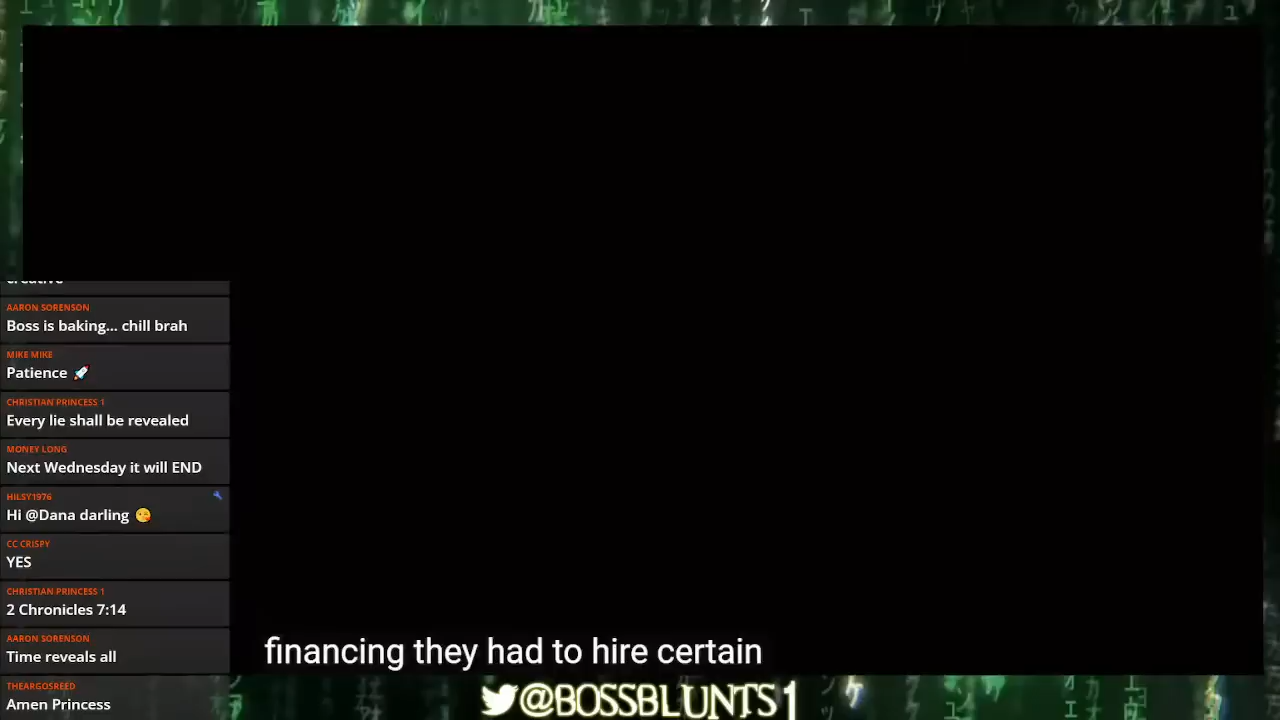 creative
AARON SORENSON
Boss is baking... chill brah
MIKE MIKE
Patience 🚀
CHRISTIAN PRINCESS 1
Every lie shall be revealed
MONEY LONG
Next Wednesday it will END
HILSY1976
Hi @Dana darling 😘
CC CRISPY
YES
CHRISTIAN PRINCESS 1
2 Chronicles 7:14
AARON SORENSON
Time reveals all
THEARGOSREED
Amen Princess
financing they had to hire certain
@BOSSBLUNTS1